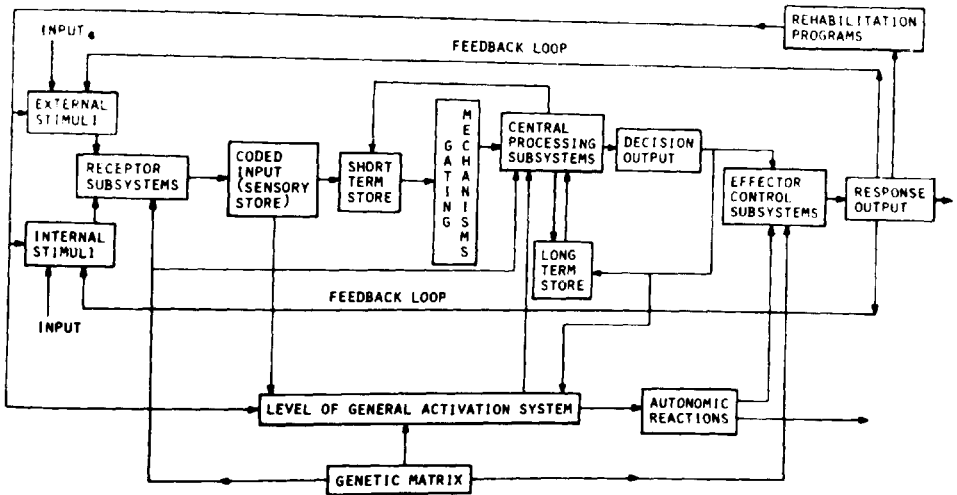 INPUT
REHABILITATION
PROGRAMS
FEEDBACK LOOP
EXTERNAL
STIMULI
RECEPTOR
SUBSYSTEMS
CODED
INPUT
(SENSORY
STORE)
SHORT
TERM
STORE
GATING
MECHANISMS
CENTRAL
PROCESSING
SUBSYSTEMS
DECISION
OUTPUT
EFFECTOR
CONTROL
SUBSYSTEMS
RESPONSE
OUTPUT
INTERNAL
STIMULI
LONG
TERM
STORE
FEEDBACK LOOP
INPUT
LEVEL OF GENERAL ACTIVATION SYSTEM
AUTONOMIC
REACTIONS
GENETIC MATRIX